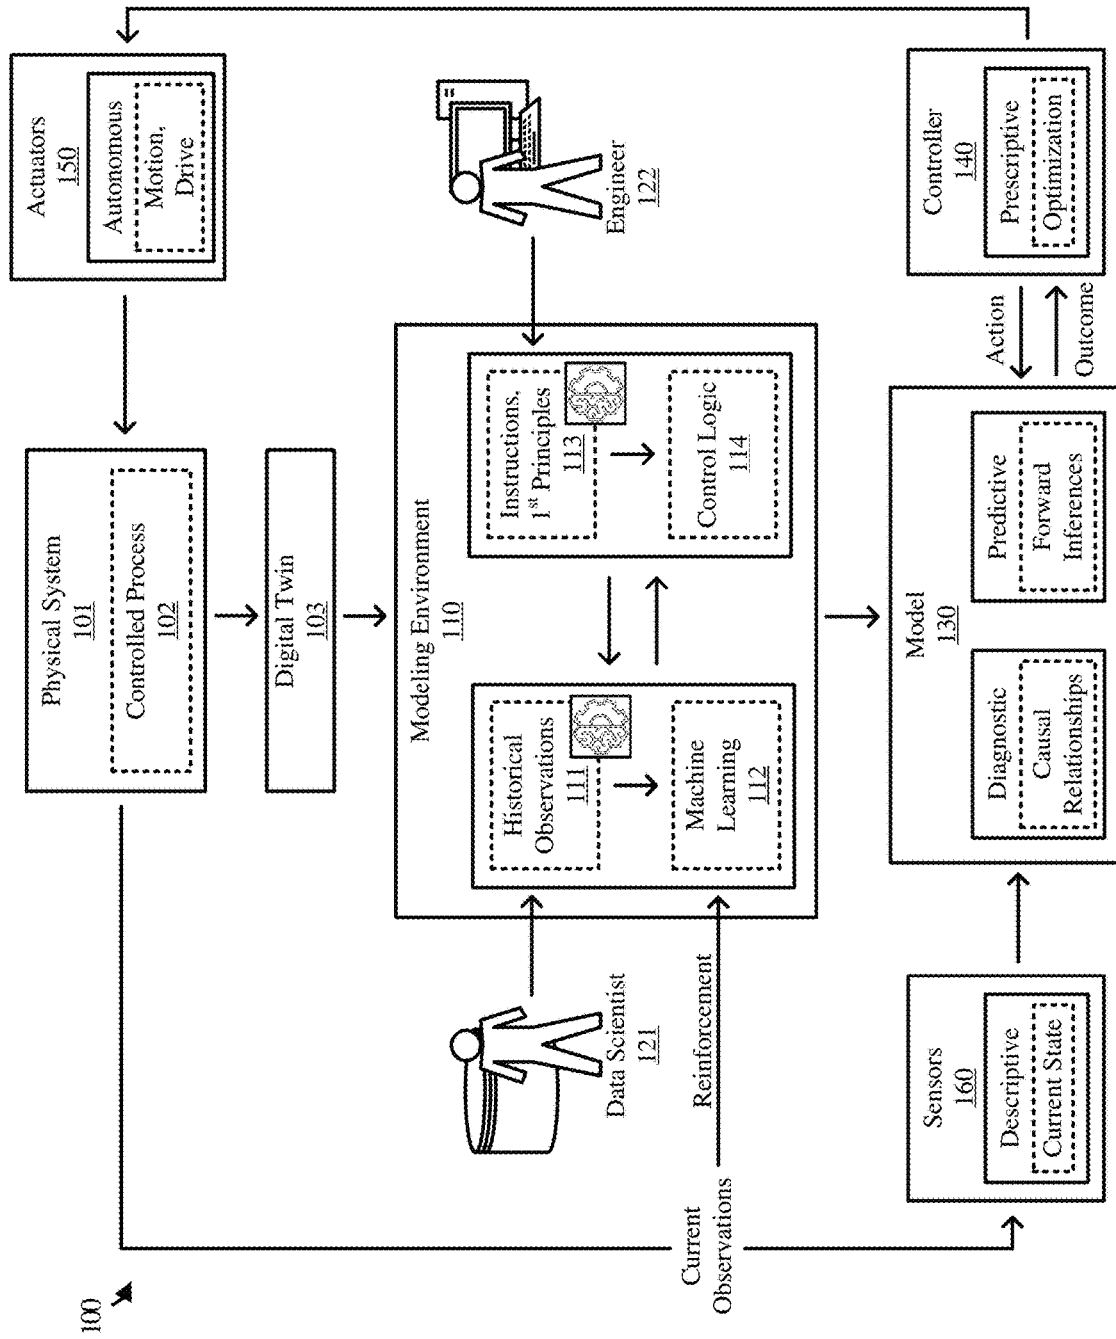 100
Physical System
101
Controlled Process
102
Actuators
150
Autonomous
Motion,
Drive
Digital Twin
103
Modeling Environment
110
Historical
Observations
111
Machine
Learning
112
Instructions,
1st Principles
113
Control Logic
114
Data Scientist
121
Engineer
122
Reinforcement
Current
Observations
Sensors
160
Descriptive
Current State
Model
130
Diagnostic
Causal
Relationships
Predictive
Forward
Inferences
Action
Outcome
Controller
140
Prescriptive
Optimization